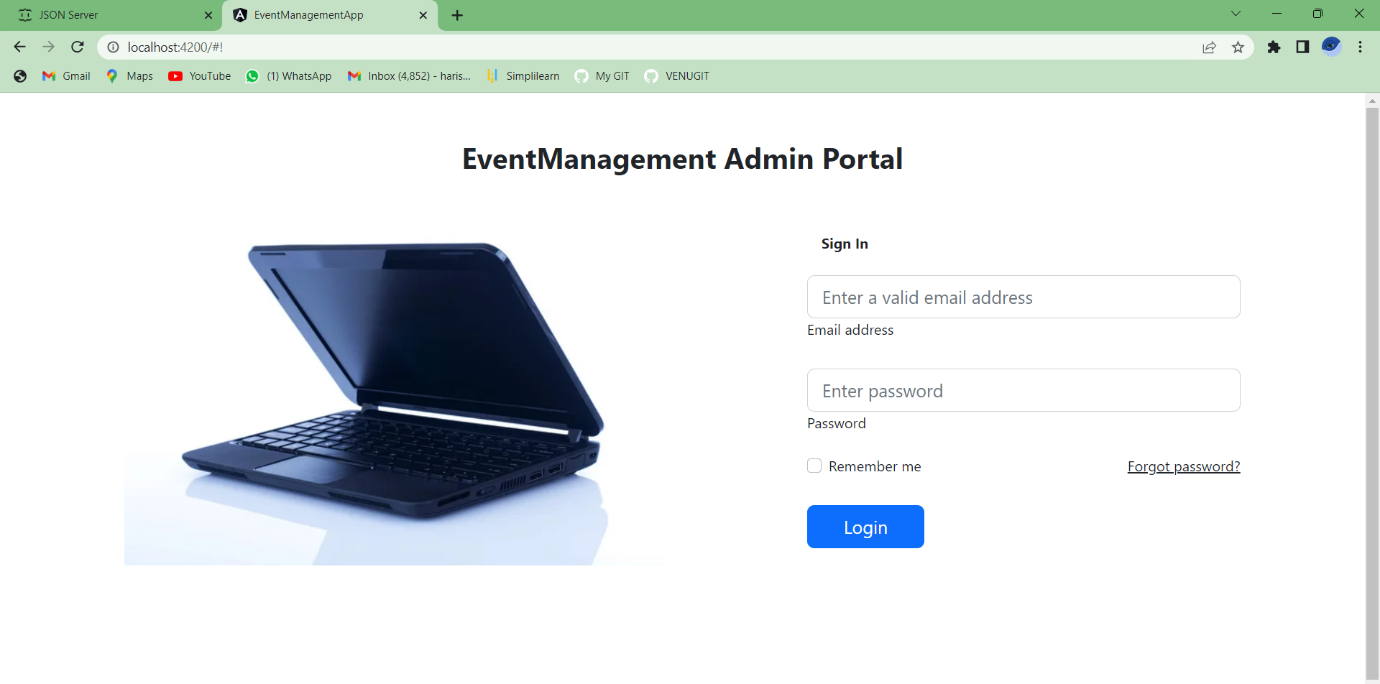 JSON Server
EventManagementApp
localhost:4200/#!
Gmail Maps YouTube (1) WhatsApp Inbox (4,852) - haris... Simplilearn My GIT VENUGIT
EventManagement Admin Portal
Sign In
Enter a valid email address
Email address
Enter password
Password
Remember me Forgot password?
Login